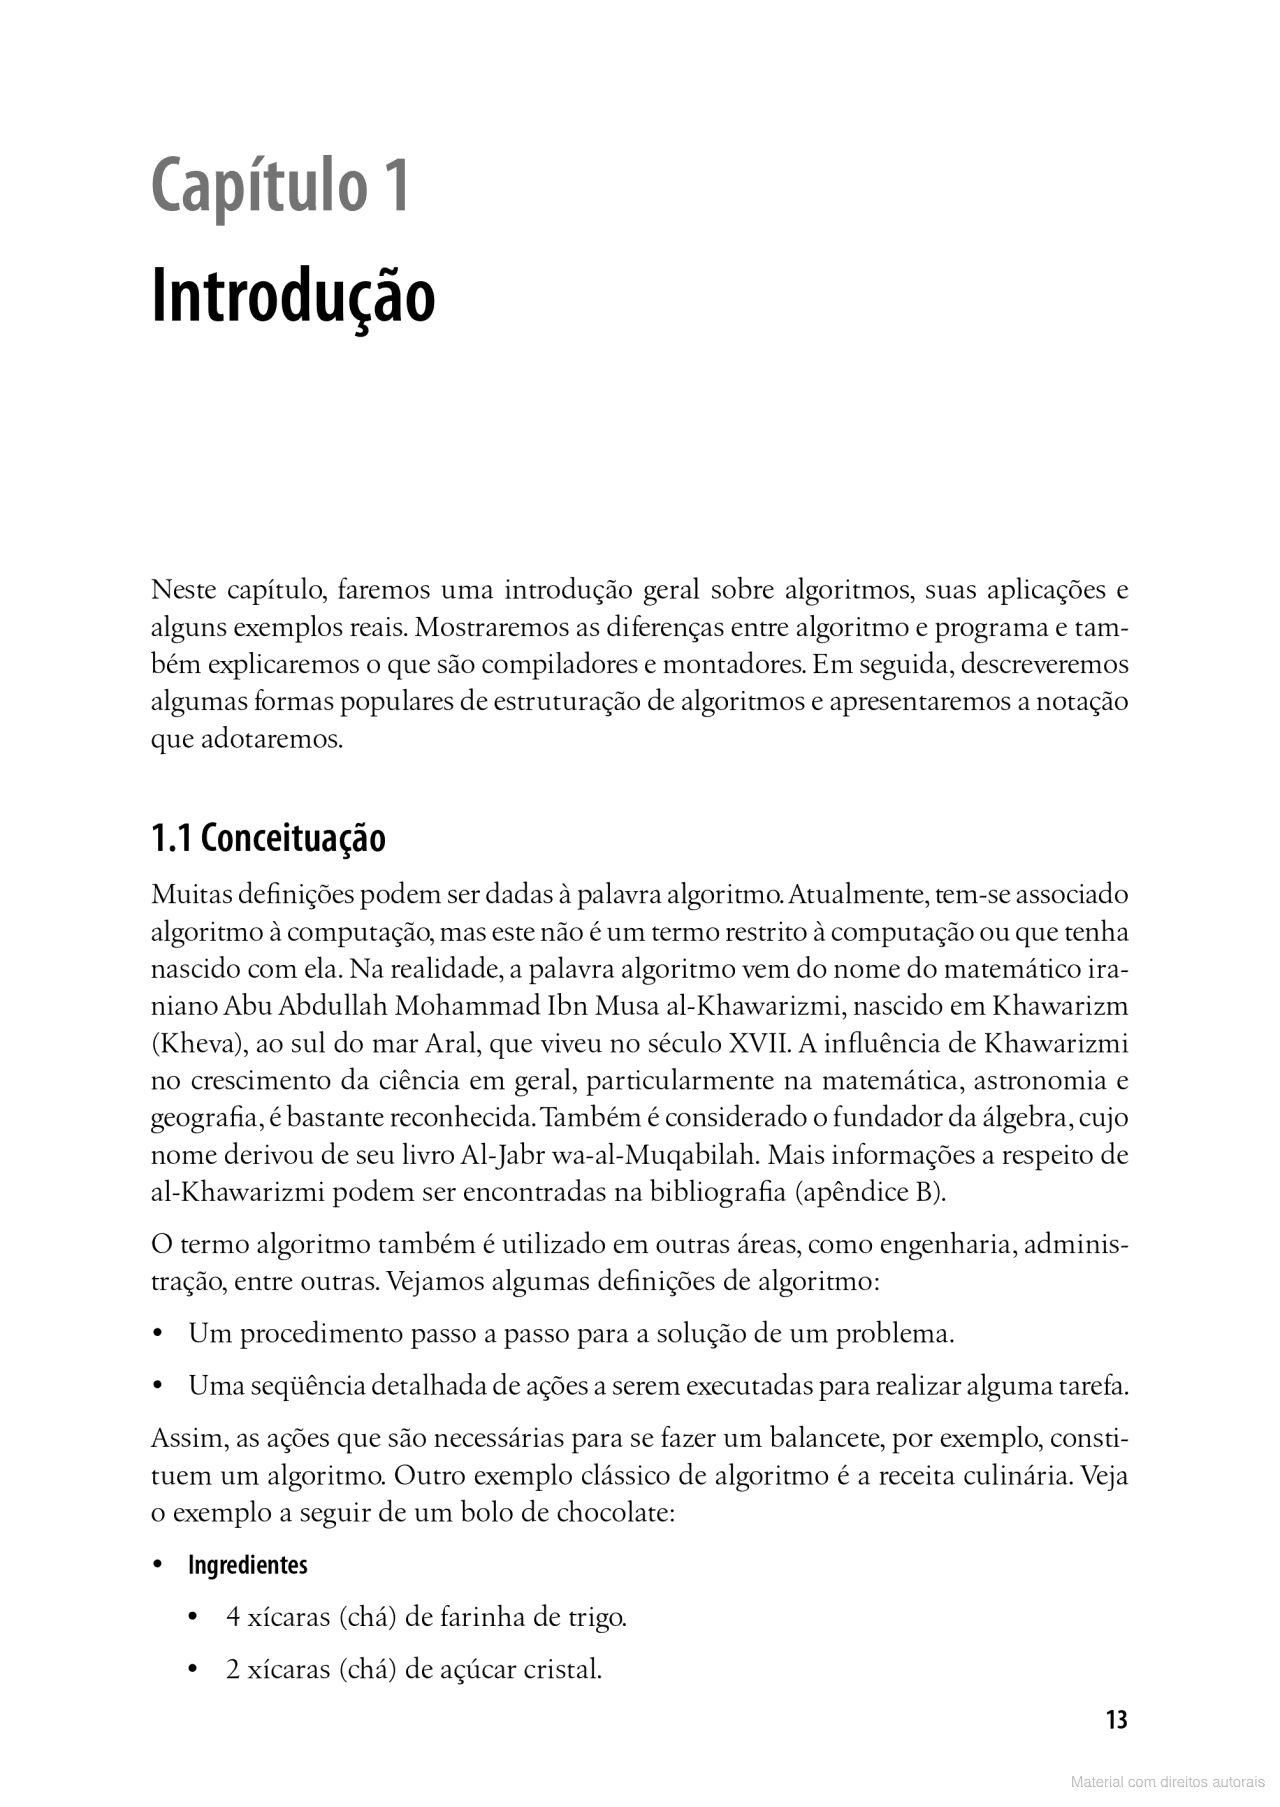 Capítulo 1
Introdução
Neste capítulo, faremos uma introdução geral sobre algoritmos, suas aplicações e
alguns exemplos reais. Mostraremos as diferenças entre algoritmo e programa e tam-
bém explicaremos o que são compiladores e montadores. Em seguida, descreveremos
algumas formas populares de estruturação de algoritmos e apresentaremos a notação
que adotaremos.
1.1 Conceituação
Muitas definições podem ser dadas à palavra algoritmo. Atualmente, tem-se associado
algoritmo à computação, mas este não é um termo restrito à computação ou que tenha
nascido com ela. Na realidade, a palavra algoritmo vem do nome do matemático ira-
niano Abu Abdullah Mohammad Ibn Musa al-Khawarizmi, nascido em Khawarizm
(Kheva), ao sul do mar Aral, que viveu no século XVII. A influência de Khawarizmi
no crescimento da ciência em geral, particularmente na matemática, astronomia e
geografia, é bastante reconhecida. Também é considerado o fundador da álgebra, cujo
nome derivou de seu livro Al-Jabr wa-al-Muqabilah. Mais informações a respeito de
al-Khawarizmi podem ser encontradas na bibliografia (apêndice B).
O termo algoritmo também é utilizado em outras áreas, como engenharia, adminis-
tração, entre outras. Vejamos algumas definições de algoritmo:
• Um procedimento passo a passo para a solução de um problema.
• Uma seqüência detalhada de ações a serem executadas para realizar alguma tarefa.
Assim, as ações que são necessárias para se fazer um balancete, por exemplo, consti-
tuem um algoritmo. Outro exemplo clássico de algoritmo é a receita culinária. Veja
o exemplo a seguir de um bolo de chocolate:
• Ingredientes
• 4 xícaras (chá) de farinha de trigo.
• 2 xícaras (chá) de açúcar cristal.
13
Material com direitos autorais